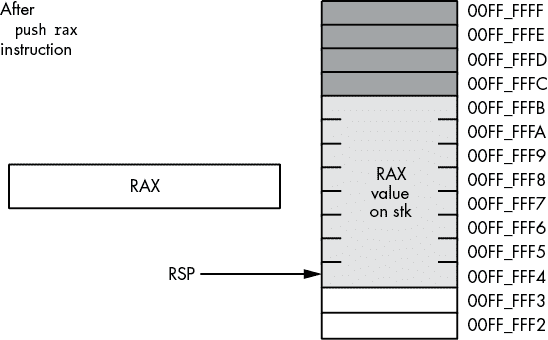 After
push rax
instruction
RAX
RSP
RAX
value
on stk
00FF_FFFF
00FF_FFFE
00FF_FFFD
00FF_FFFC
00FF_FFFB
00FF_FFFA
00FF_FFF9
00FF_FFF8
00FF_FFF7
00FF_FFF6
00FF_FFF5
00FF_FFF4
00FF_FFF3
00FF_FFF2